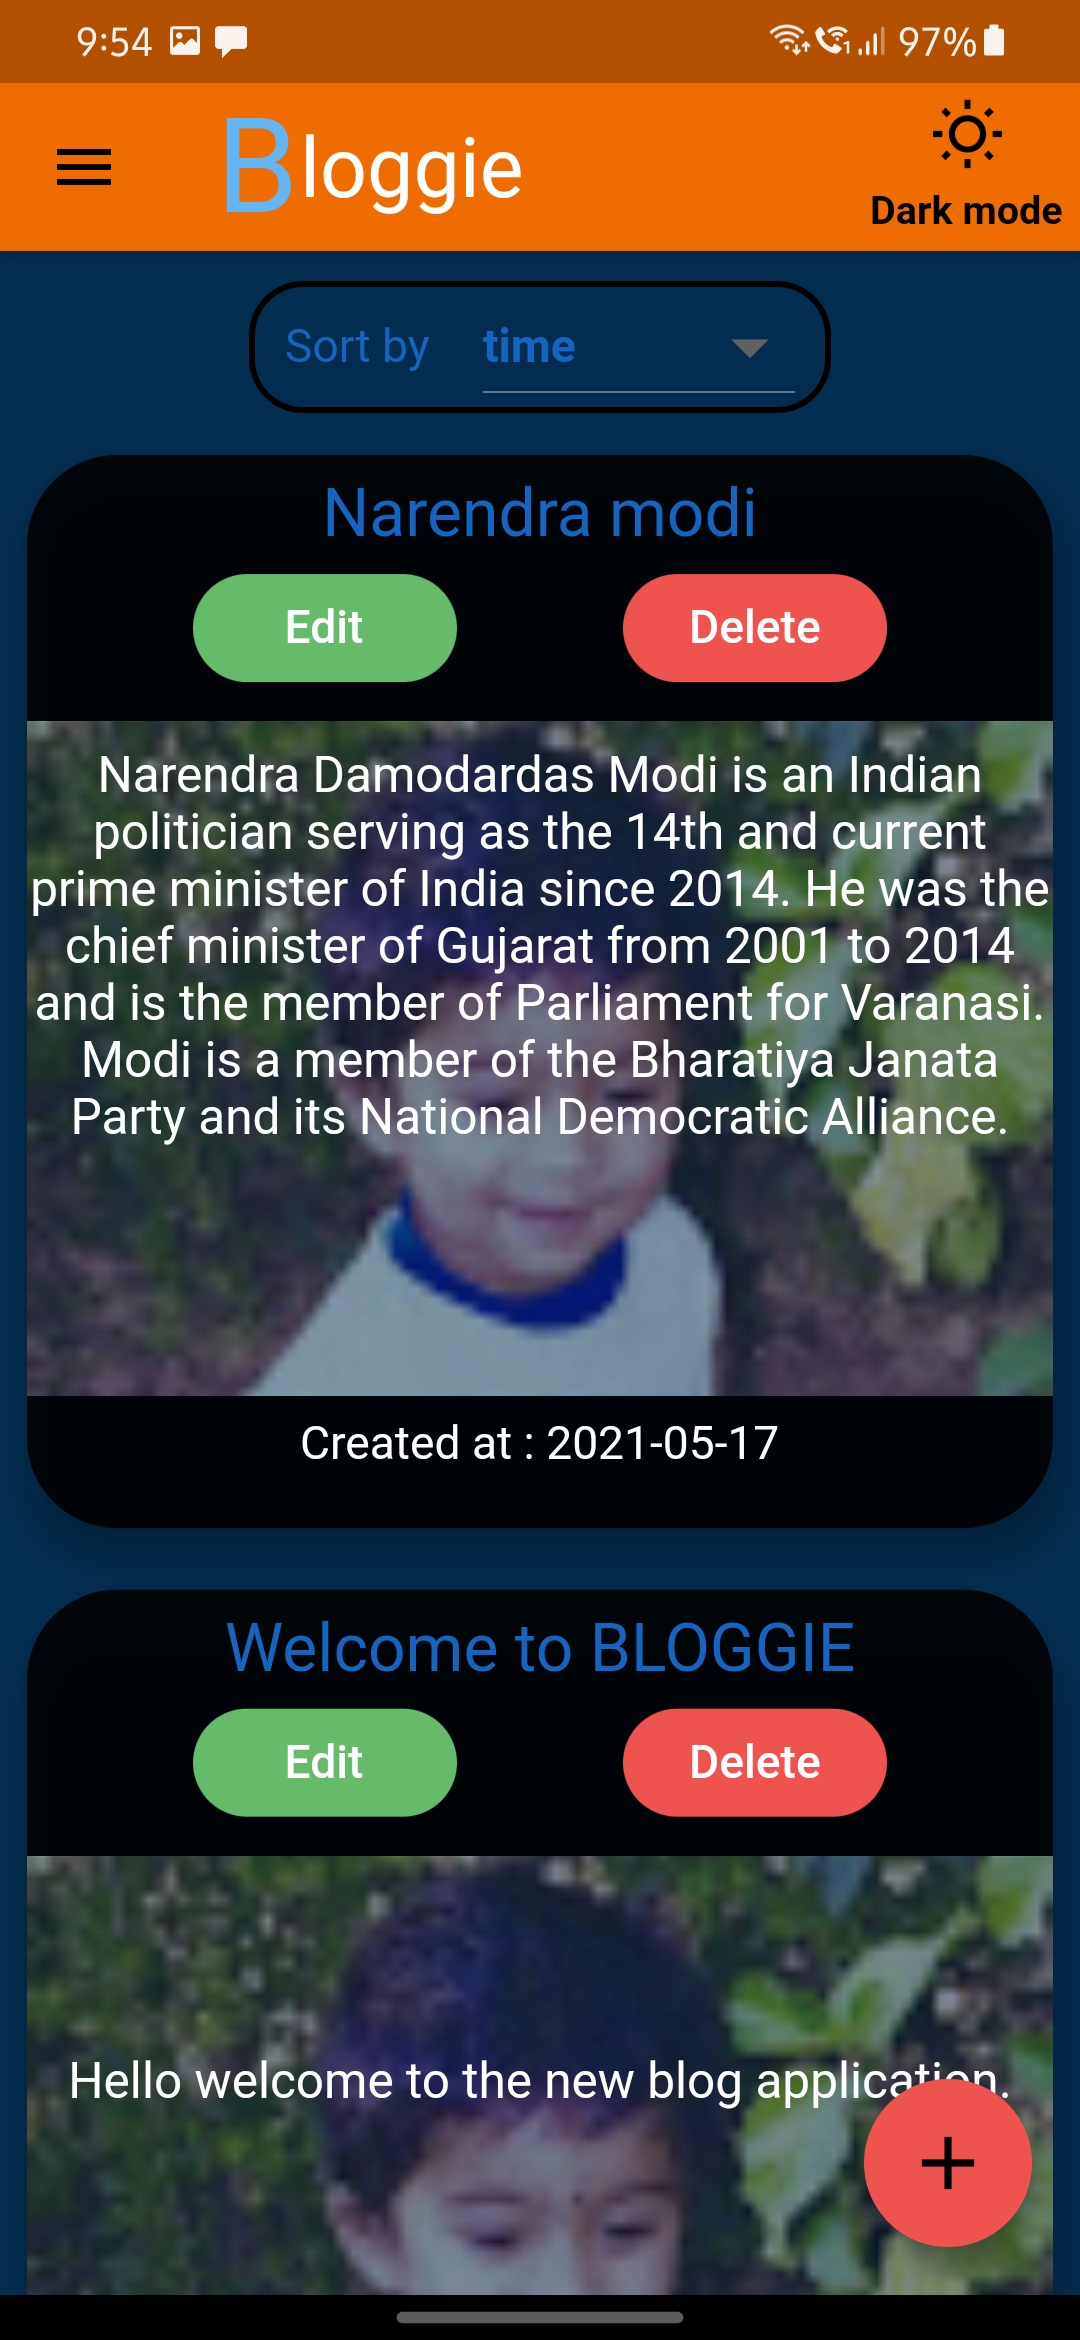 9:54
97%
Bloggie
Dark mode
Sort by time
Narendra modi
Edit Delete
Narendra Damodardas Modi is an Indian
politician serving as the 14th and current
prime minister of India since 2014. He was the
chief minister of Gujarat from 2001 to 2014
and is the member of Parliament for Varanasi.
Modi is a member of the Bharatiya Janata
Party and its National Democratic Alliance.
Created at : 2021-05-17
Welcome to BLOGGIE
Edit Delete
Hello welcome to the new blog application.